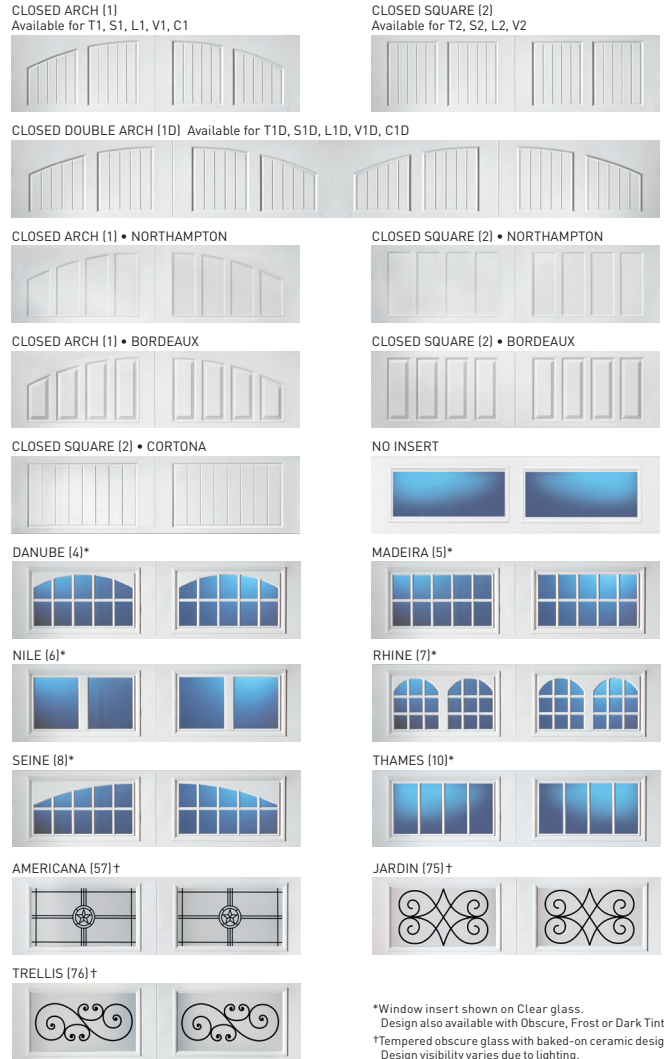 CLOSED ARCH (1)
Available for T1, S1, L1, V1, C1
CLOSED SQUARE (2)
Available for T2, S2, L2, V2
CLOSED DOUBLE ARCH (1D) Available for T1D, S1D, L1D, V1D, C1D
CLOSED ARCH (1) • NORTHAMPTON
CLOSED SQUARE (2) • NORTHAMPTON
CLOSED ARCH (1) • BORDEAUX
CLOSED SQUARE (2) • BORDEAUX
CLOSED SQUARE (2) • CORTONA
NO INSERT
DANUBE (4)*
MADEIRA (5)*
NILE (6)*
RHINE (7)*
SEINE (8)*
THAMES (10)*
AMERICANA (57)†
JARDIN (75)†
TRELLIS (76)†
*Window insert shown on Clear glass.
Design also available with Obscure, Frost or Dark Tint
†Tempered obscure glass with baked-on ceramic desig
Design visibility varies due to lighting.